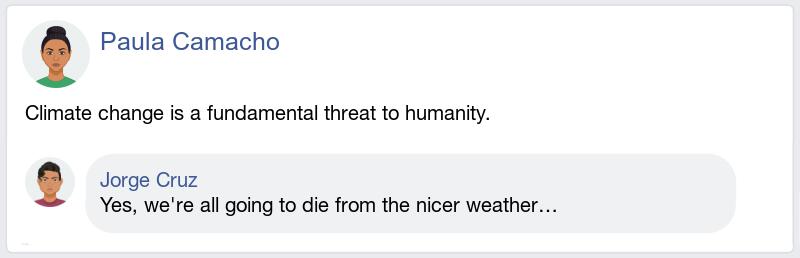 Paula Camacho
Climate change is a fundamental threat to humanity.
Jorge Cruz
Yes, we're all going to die from the nicer weather…